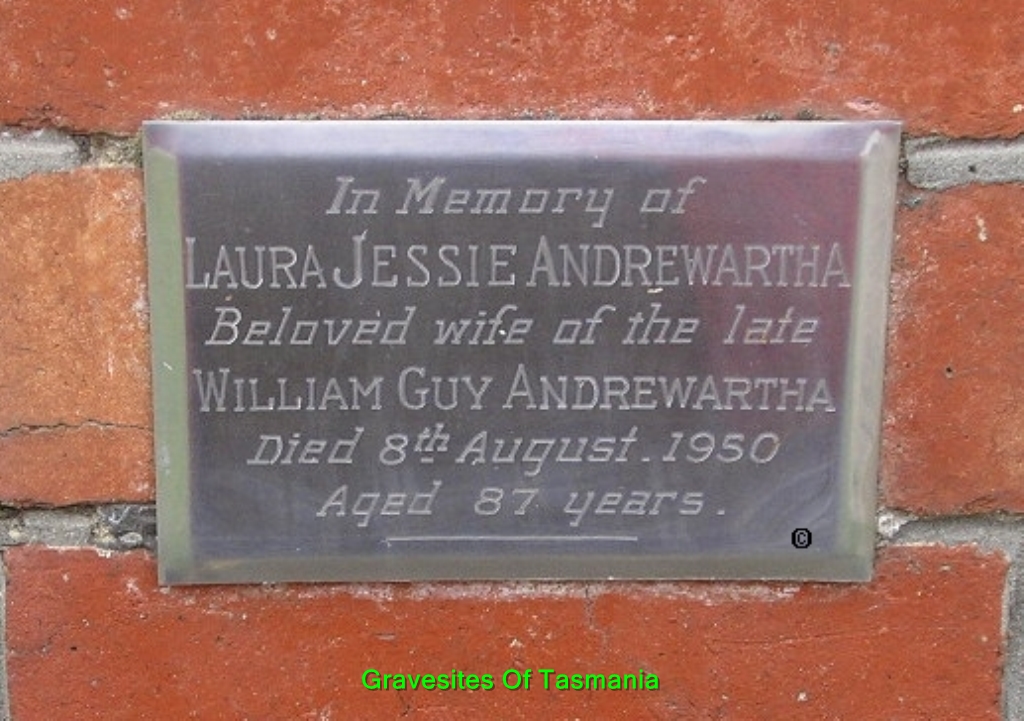 In Memory of
LAURA JESSIE ANDREWARTHA
Beloved wife of the late
WILLIAM GUY ANDREWARTHA
Died 8th August. 1950
Aged 87 years.
©
Gravesites Of Tasmania